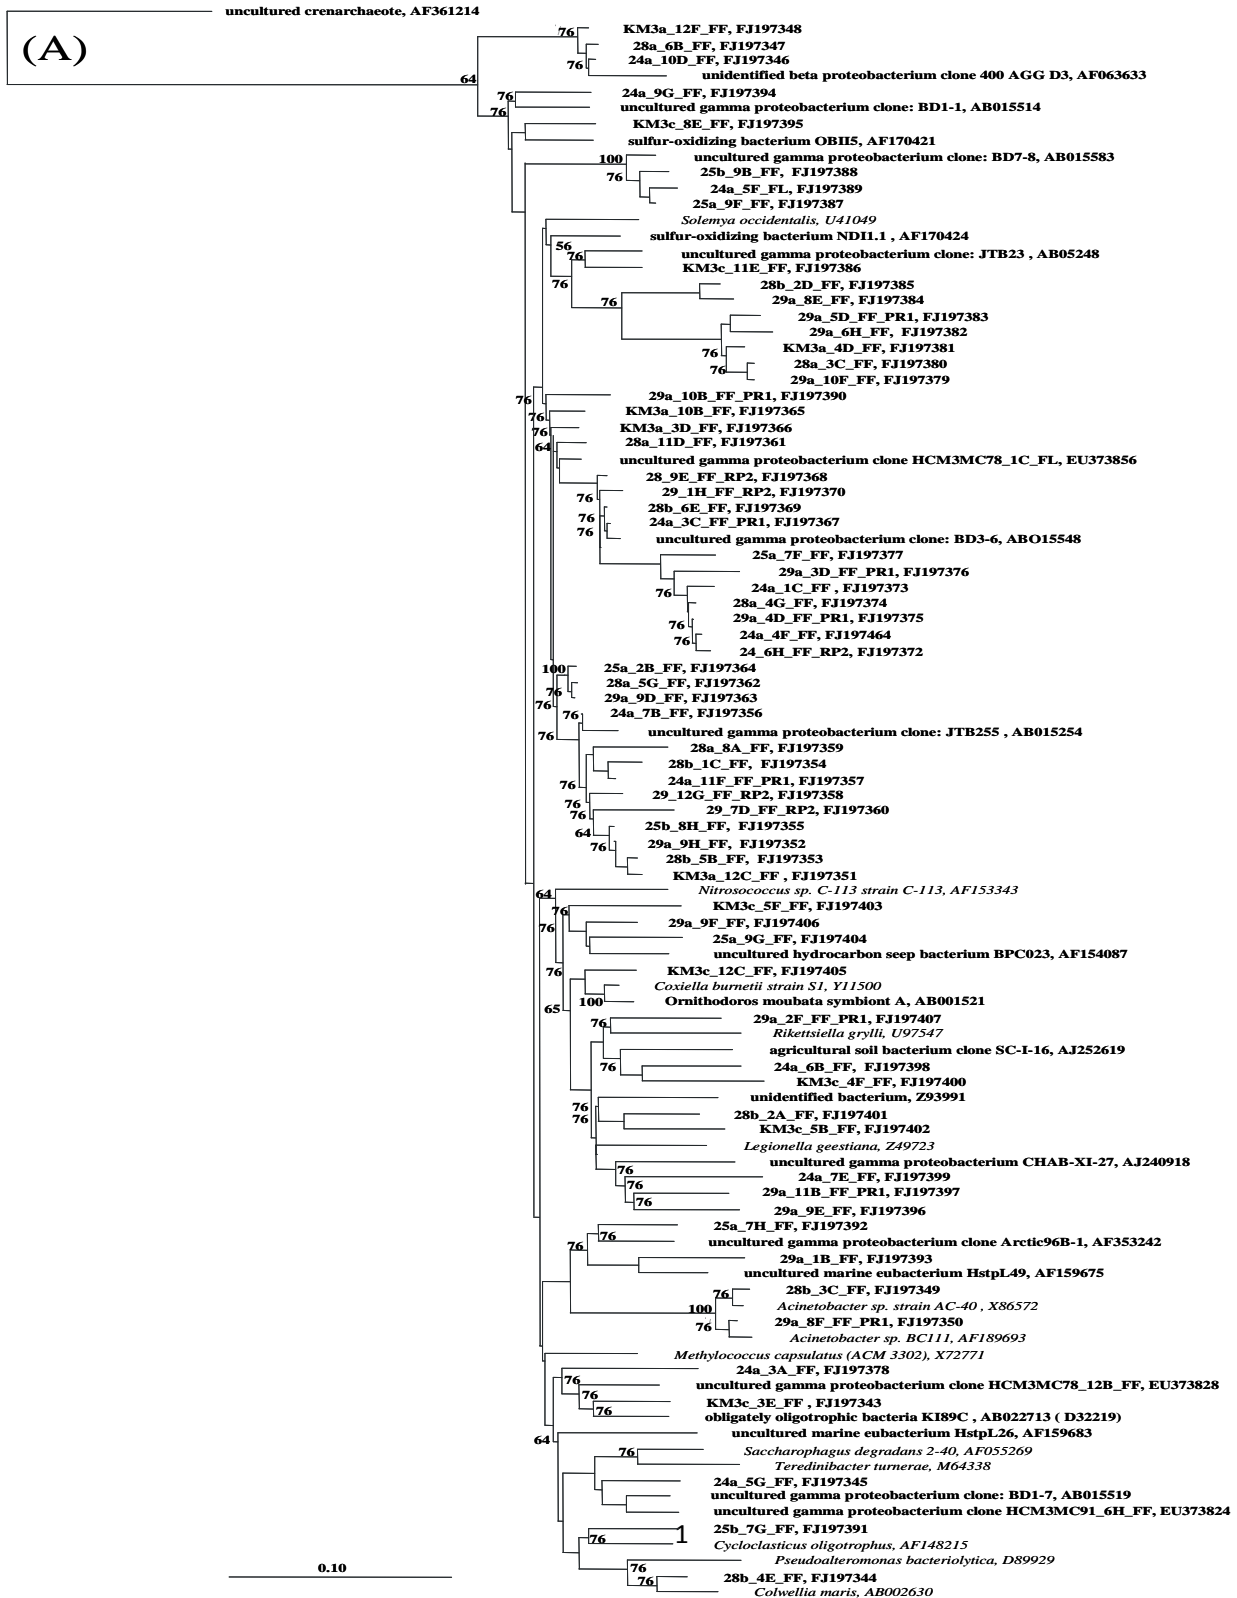 uncultured crenarchaeote, AF361214
(A)
76
KM3a_12F_FF, FJ197348
28a_6B_FF, FJ197347
24a_10D_FF, FJ197346
76
unidentified beta proteobacterium clone 400 AGG D3, AF063633
64
76
24a_9G_FF, FJ197394
uncultured gamma proteobacterium clone: BD1-1, AB015514
76
KM3c_8E_FF, FJ197395
sulfur-oxidizing bacterium OBII5, AF170421
100
uncultured gamma proteobacterium clone: BD7-8, AB015583
25b_9B_FF, FJ197388
76
24a_5F_FL, FJ197389
25a_9F_FF, FJ197387
Solemya occidentalis, U41049
sulfur-oxidizing bacterium NDI1.1 , AF170424
56
76
uncultured gamma proteobacterium clone: JTB23 , AB05248
KM3c_11E_FF, FJ197386
76
28b_2D_FF, FJ197385
76
29a_8E_FF, FJ197384
29a_5D_FF_PR1, FJ197383
29a_6H_FF, FJ197382
76
KM3a_4D_FF, FJ197381
28a_3C_FF, FJ197380
76
29a_10F_FF, FJ197379
76
29a_10B_FF_PR1, FJ197390
76
KM3a_10B_FF, FJ197365
76
KM3a_3D_FF, FJ197366
64
28a_11D_FF, FJ197361
uncultured gamma proteobacterium clone HCM3MC78_1C_FL, EU373856
28_9E_FF_RP2, FJ197368
76
29_1H_FF_RP2, FJ197370
28b_6E_FF, FJ197369
76
24a_3C_FF_PR1, FJ197367
76
uncultured gamma proteobacterium clone: BD3-6, ABO15548
25a_7F_FF, FJ197377
29a_3D_FF_PR1, FJ197376
76
24a_1C_FF , FJ197373
28a_4G_FF, FJ197374
29a_4D_FF_PR1, FJ197375
76
24a_4F_FF, FJ197464
76
24_6H_FF_RP2, FJ197372
100
25a_2B_FF, FJ197364
28a_5G_FF, FJ197362
76
29a_9D_FF, FJ197363
76
24a_7B_FF, FJ197356
76
76
uncultured gamma proteobacterium clone: JTB255 , AB015254
28a_8A_FF, FJ197359
28b_1C_FF, FJ197354
76
24a_11F_FF_PR1, FJ197357
29_12G_FF_RP2, FJ197358
76
76
29_7D_FF_RP2, FJ197360
25b_8H_FF, FJ197355
64
76
29a_9H_FF, FJ197352
28b_5B_FF, FJ197353
KM3a_12C_FF , FJ197351
64
Nitrosococcus sp. C-113 strain C-113, AF153343
76
KM3c_5F_FF, FJ197403
76
29a_9F_FF, FJ197406
25a_9G_FF, FJ197404
uncultured hydrocarbon seep bacterium BPC023, AF154087
76
KM3c_12C_FF, FJ197405
Coxiella burnetii strain S1, Y11500
100
Ornithodoros moubata symbiont A, AB001521
65
76
29a_2F_FF_PR1, FJ197407
Rikettsiella grylli, U97547
agricultural soil bacterium clone SC-I-16, AJ252619
76
24a_6B_FF, FJ197398
KM3c_4F_FF, FJ197400
unidentified bacterium, Z93991
76
76
28b_2A_FF, FJ197401
KM3c_5B_FF, FJ197402
Legionella geestiana, Z49723
uncultured gamma proteobacterium CHAB-XI-27, AJ240918
76
24a_7E_FF, FJ197399
76
29a_11B_FF_PR1, FJ197397
76
29a_9E_FF, FJ197396
25a_7H_FF, FJ197392
76
uncultured gamma proteobacterium clone Arctic96B-1, AF353242
76
29a_1B_FF, FJ197393
uncultured marine eubacterium HstpL49, AF159675
28b_3C_FF, FJ197349
76
Acinetobacter sp. strain AC-40 , X86572
100
29a_8F_FF_PR1, FJ197350
76
Acinetobacter sp. BC111, AF189693
Methylococcus capsulatus (ACM 3302), X72771
24a_3A_FF, FJ197378
76
uncultured gamma proteobacterium clone HCM3MC78_12B_FF, EU373828
76
KM3c_3E_FF , FJ197343
76
obligately oligotrophic bacteria KI89C , AB022713 ( D32219)
64
uncultured marine eubacterium HstpL26, AF159683
76
Saccharophagus degradans 2-40, AF055269
Teredinibacter turnerae, M64338
24a_5G_FF, FJ197345
uncultured gamma proteobacterium clone: BD1-7, AB015519
uncultured gamma proteobacterium clone HCM3MC91_6H_FF, EU373824
25b_7G_FF, FJ197391
1
76
Cycloclasticus oligotrophus, AF148215
Pseudoalteromonas bacteriolytica, D89929
76
28b_4E_FF, FJ197344
76
Colwellia maris, AB002630
0.10